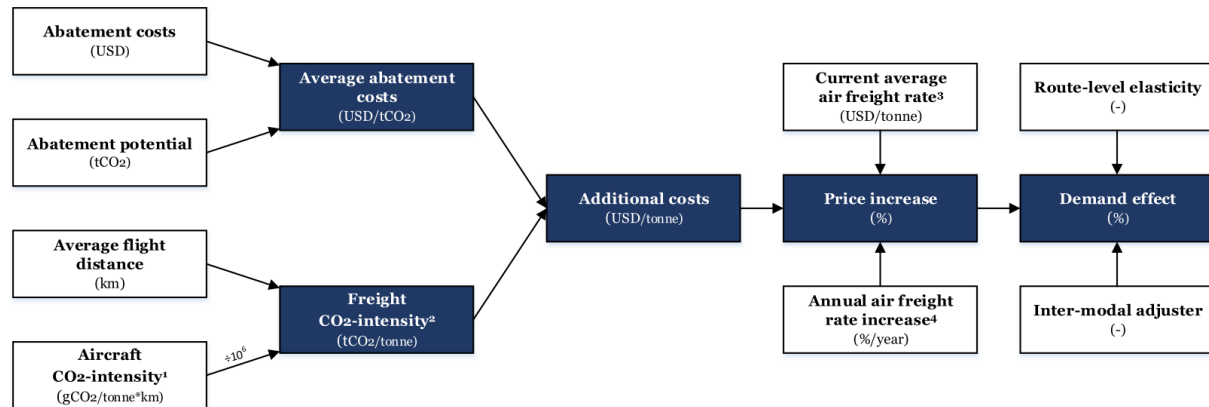 Abatement costs
(USD)
Abatement potential
(tCO2)
Average flight
distance
(km)
Aircraft
CO2-intensity¹
(gCO2/tonne*km)
÷10⁶
Average abatement
costs
(USD/tCO2)
Freight
CO2-intensity²
(tCO2/tonne)
Additional costs
(USD/tonne)
Current average
air freight rate³
(USD/tonne)
Price increase
(%)
Annual air freight
rate increase⁴
(%/year)
Route-level elasticity
(-)
Demand effect
(%)
Inter-modal adjuster
(-)